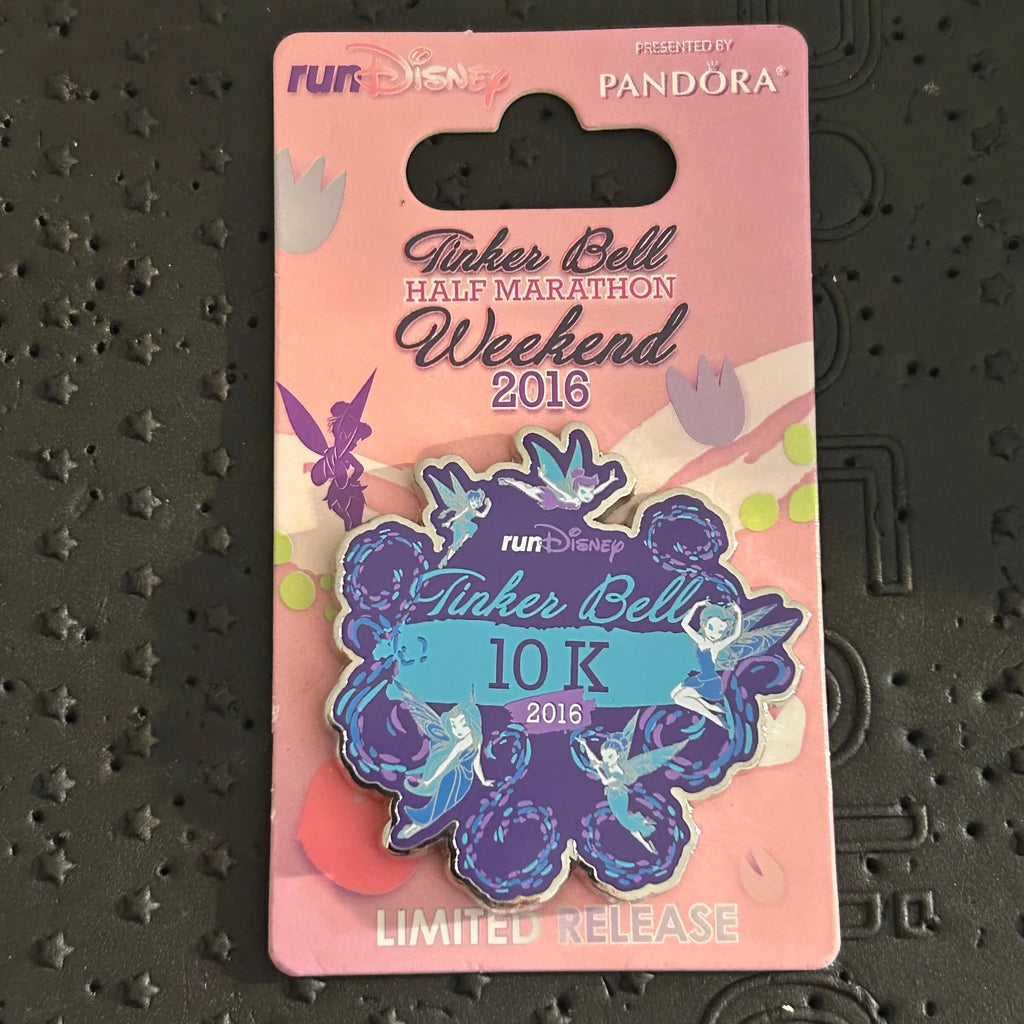 runDisney
PRESENTED BY
PANDORA®
Tinker Bell
HALF MARATHON
Weekend
2016
runDisney
Tinker Bell
10 K
2016
LIMITED RELEASE